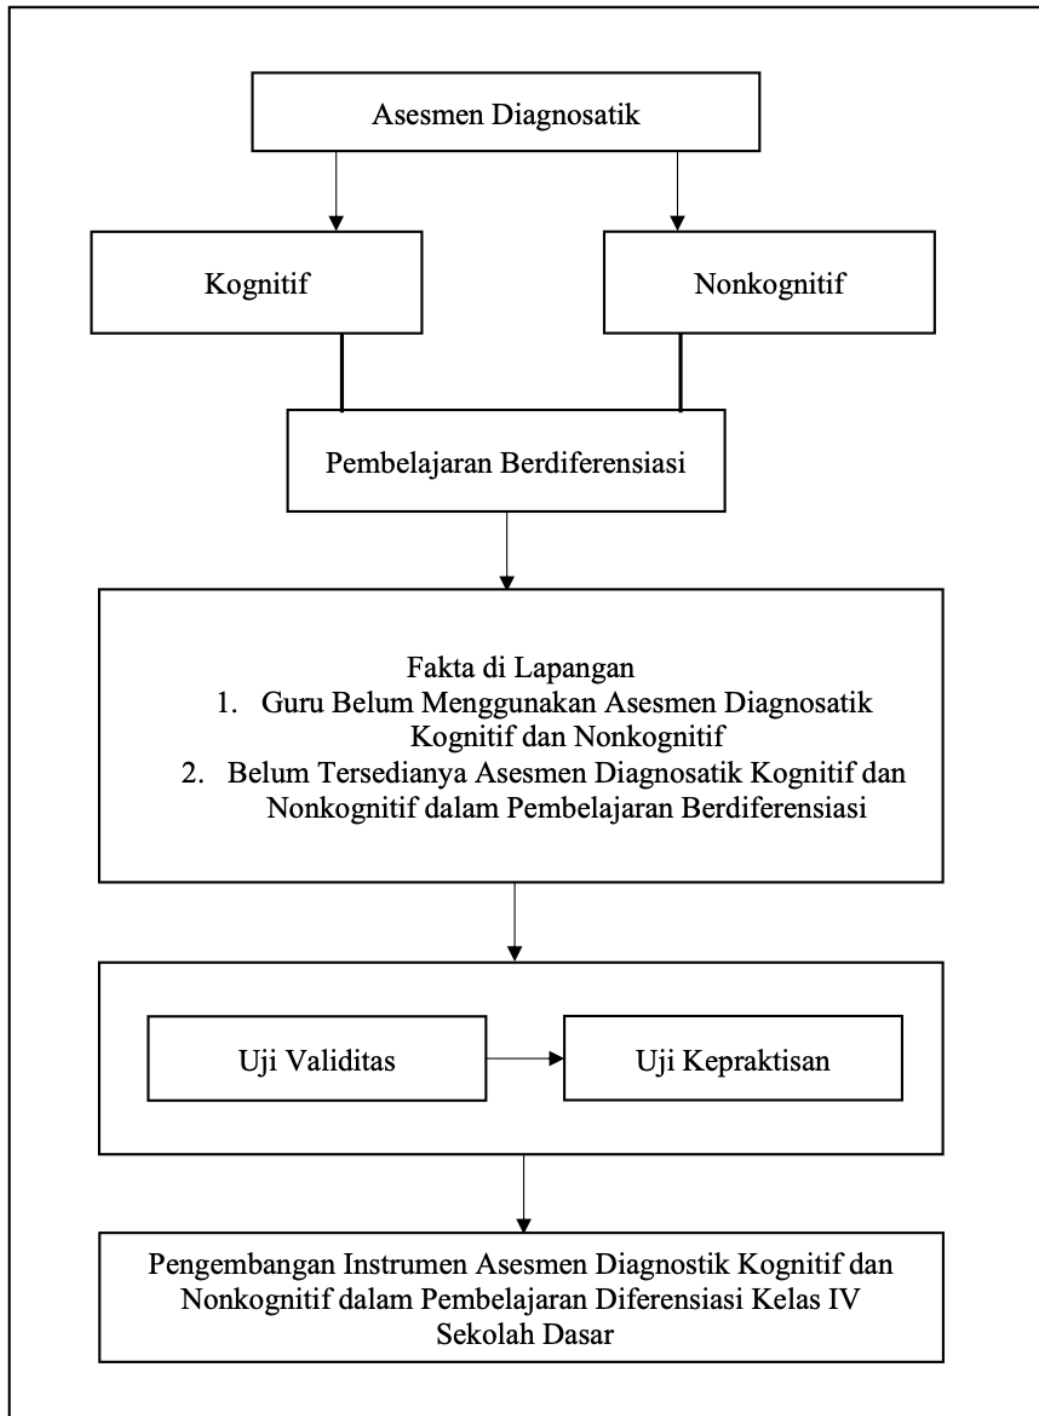 Asesmen Diagnosatik
Kognitif
Nonkognitif
Pembelajaran Berdiferensiasi
Fakta di Lapangan
1. Guru Belum Menggunakan Asesmen Diagnosatik
Kognitif dan Nonkognitif
2. Belum Tersedianya Asesmen Diagnosatik Kognitif dan
Nonkognitif dalam Pembelajaran Berdiferensiasi
Uji Validitas
Uji Kepraktisan
Pengembangan Instrumen Asesmen Diagnostik Kognitif dan
Nonkognitif dalam Pembelajaran Diferensiasi Kelas IV
Sekolah Dasar